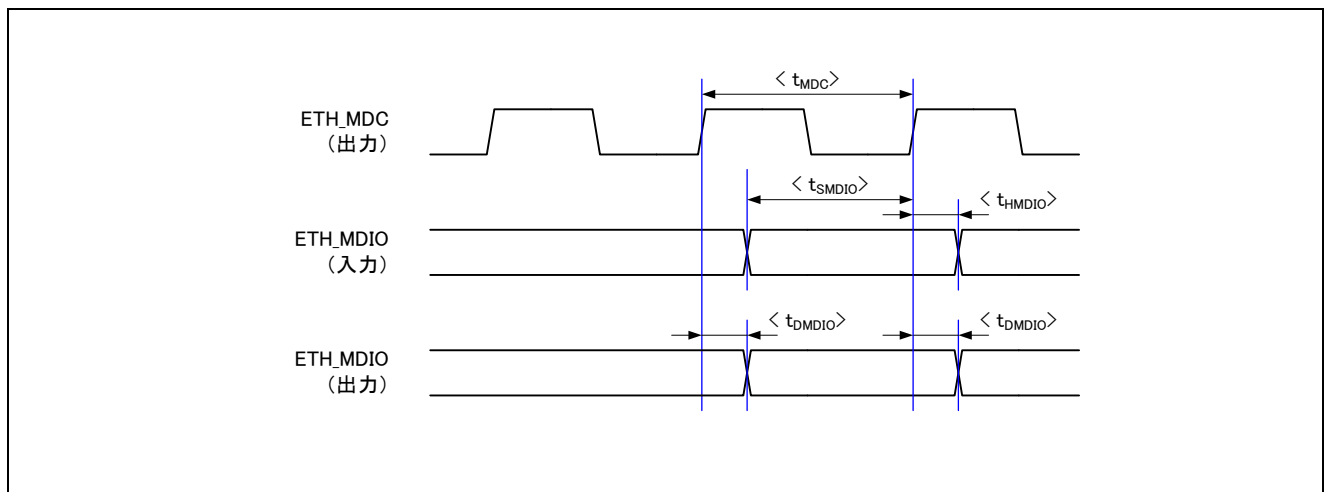 < tMDC>
ETH_MDC
（出力）
< tSMDIO>
< tHMDIO>
ETH_MDIO
（入力）
< tDMDIO>
< tDMDIO>
ETH_MDIO
（出力）